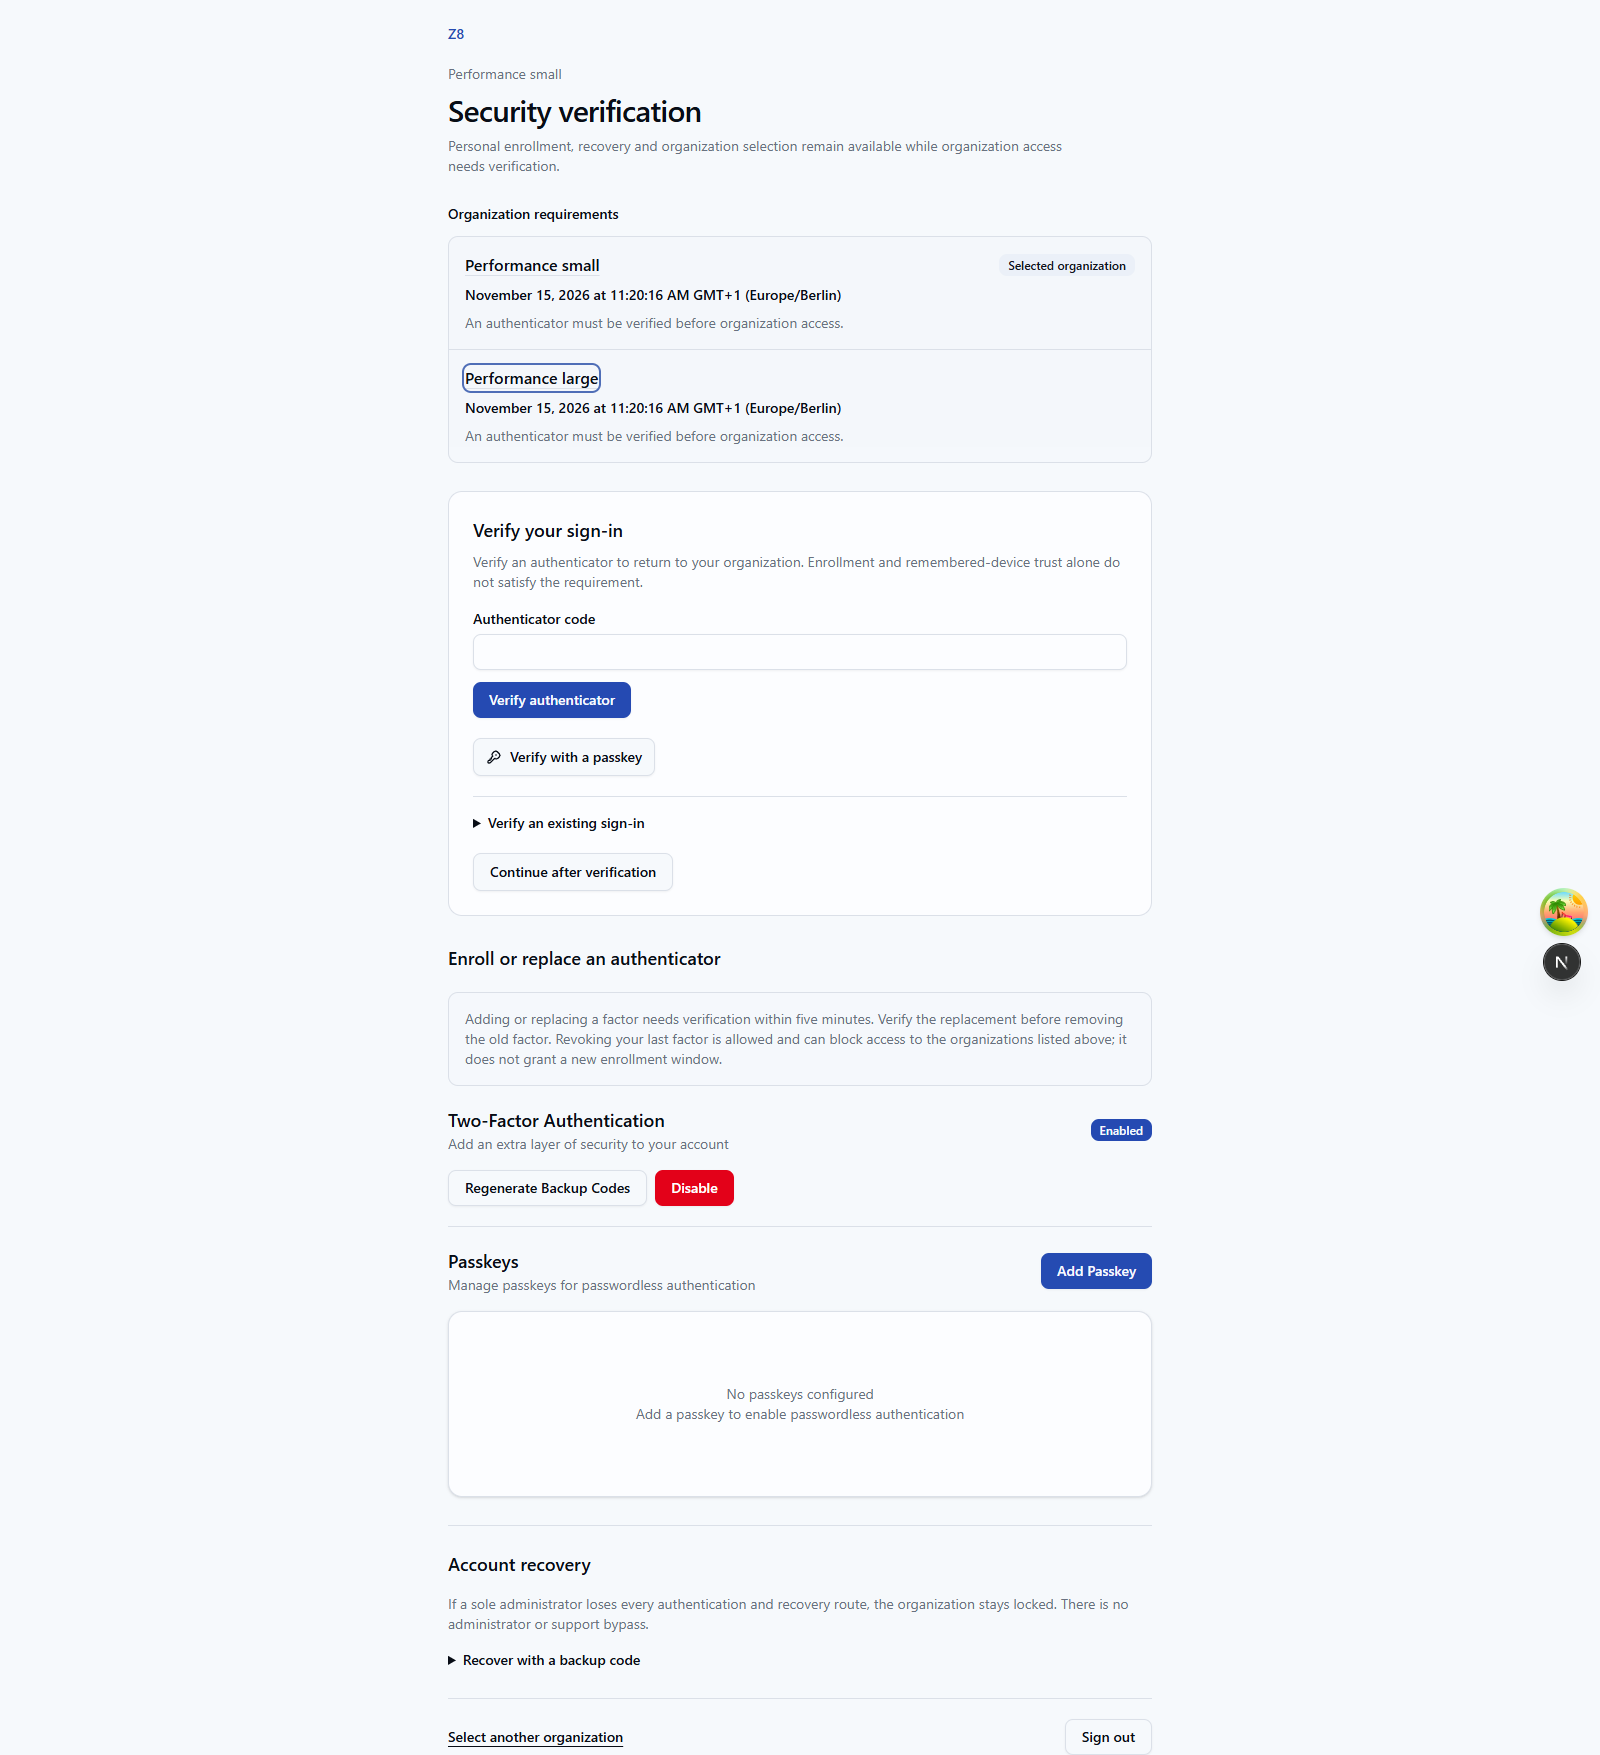 Z8
Performance small
Security verification
Personal enrollment, recovery and organization selection remain available while organization access
needs verification.
Organization requirements
Performance small
Selected organization
November 15, 2026 at 11:20:16 AM GMT+1 (Europe/Berlin)
An authenticator must be verified before organization access.
Performance large
November 15, 2026 at 11:20:16 AM GMT+1 (Europe/Berlin)
An authenticator must be verified before organization access.
Verify your sign-in
Verify an authenticator to return to your organization. Enrollment and remembered-device trust alone do
not satisfy the requirement.
Authenticator code
Verify authenticator
Verify with a passkey
Verify an existing sign-in
Continue after verification
Enroll or replace an authenticator
Adding or replacing a factor needs verification within five minutes. Verify the replacement before removing
the old factor. Revoking your last factor is allowed and can block access to the organizations listed above; it
does not grant a new enrollment window.
Two-Factor Authentication
Enabled
Add an extra layer of security to your account
Regenerate Backup Codes
Disable
Passkeys
Add Passkey
Manage passkeys for passwordless authentication
No passkeys configured
Add a passkey to enable passwordless authentication
Account recovery
If a sole administrator loses every authentication and recovery route, the organization stays locked. There is no
administrator or support bypass.
Recover with a backup code
Select another organization
Sign out
N